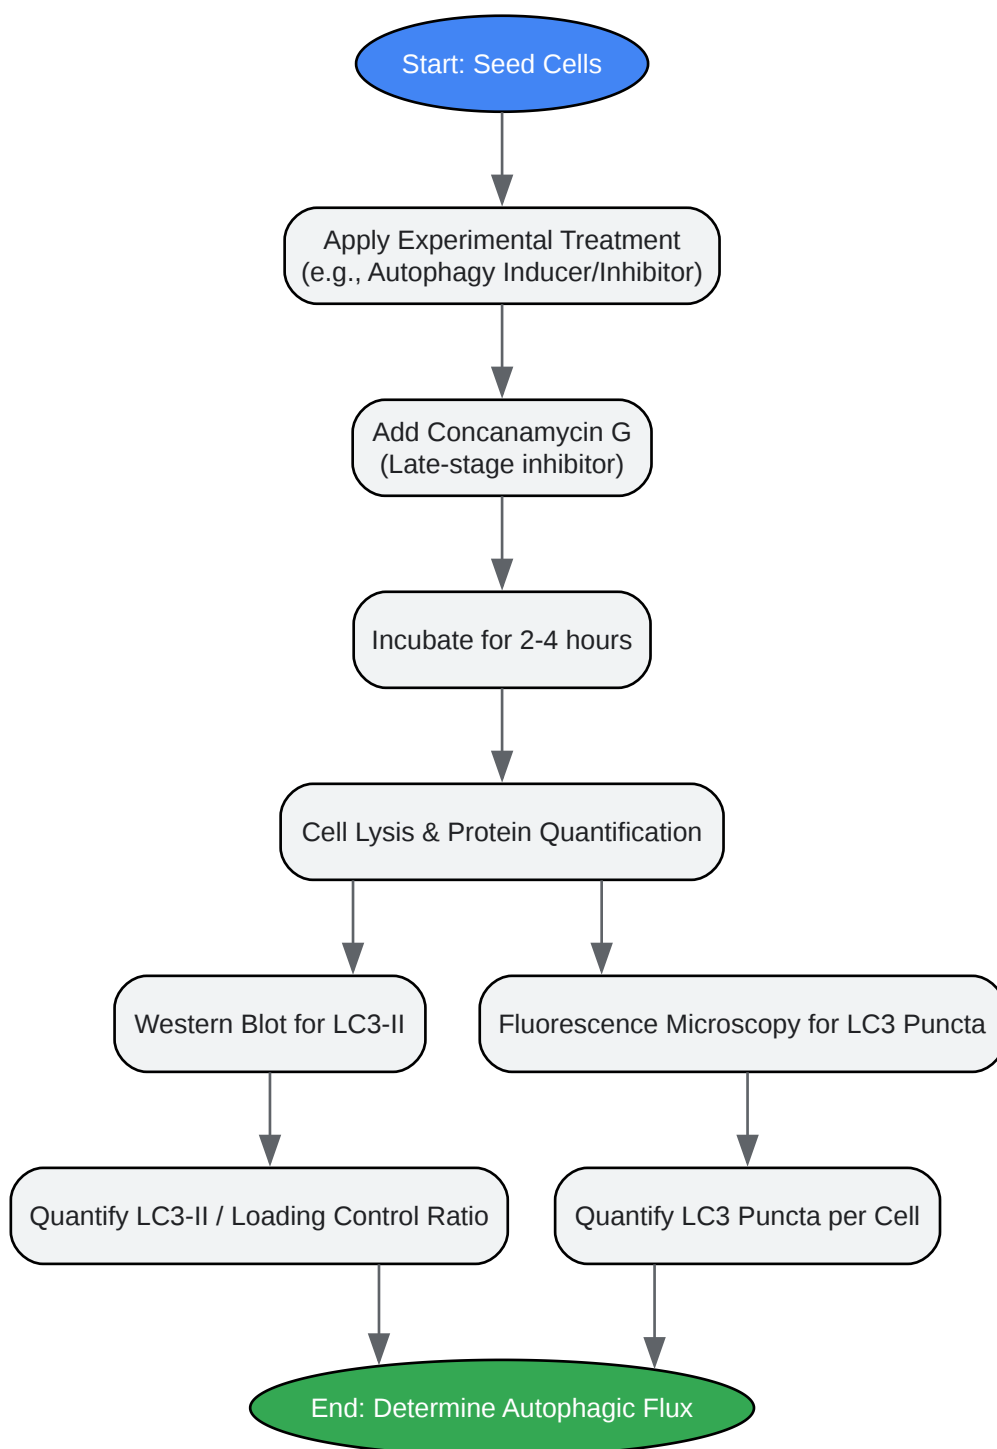 Start: Seed Cells
Apply Experimental Treatment
(e.g., Autophagy Inducer/Inhibitor)
Add Concanamycin G
(Late-stage inhibitor)
Incubate for 2-4 hours
Cell Lysis & Protein Quantification
Western Blot for LC3-II
Fluorescence Microscopy for LC3 Puncta
Quantify LC3-II / Loading Control Ratio
Quantify LC3 Puncta per Cell
End: Determine Autophagic Flux